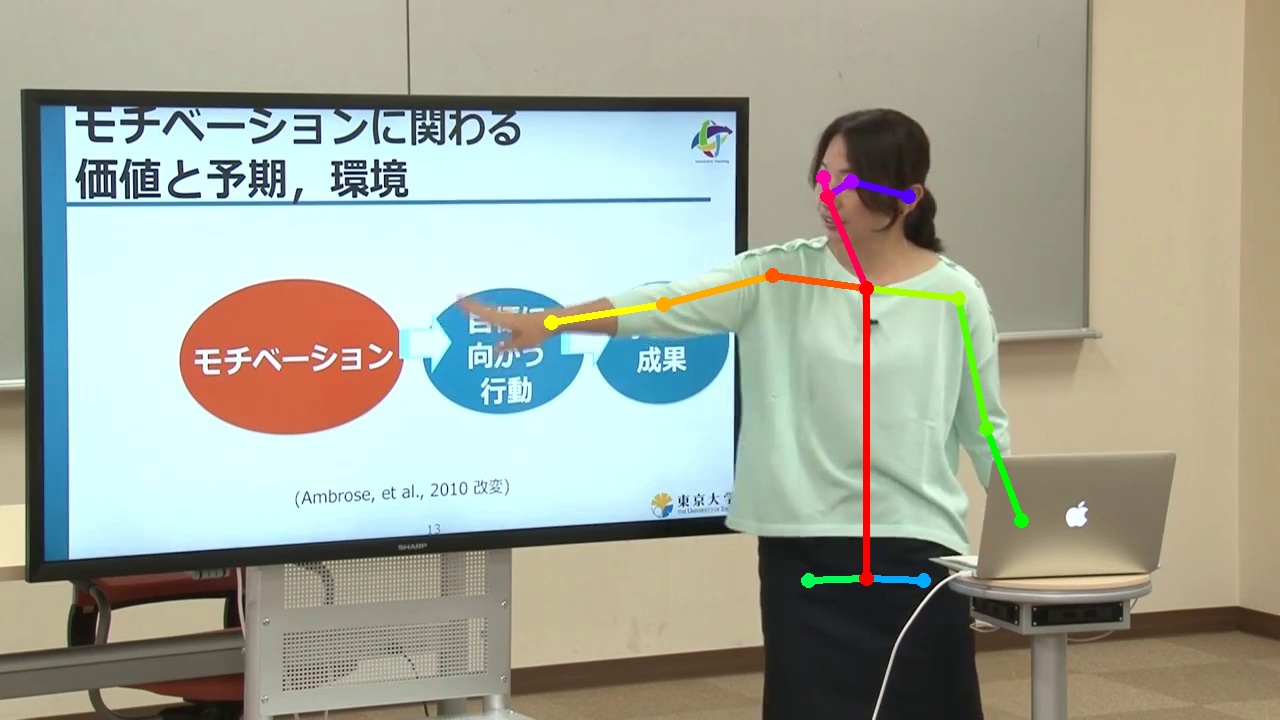 モチベーションに関わる
価値と予期，環境
モチベーション
向かう
行動
成果
(Ambrose, et al., 2010 改変)
13
東京大学
SHARP